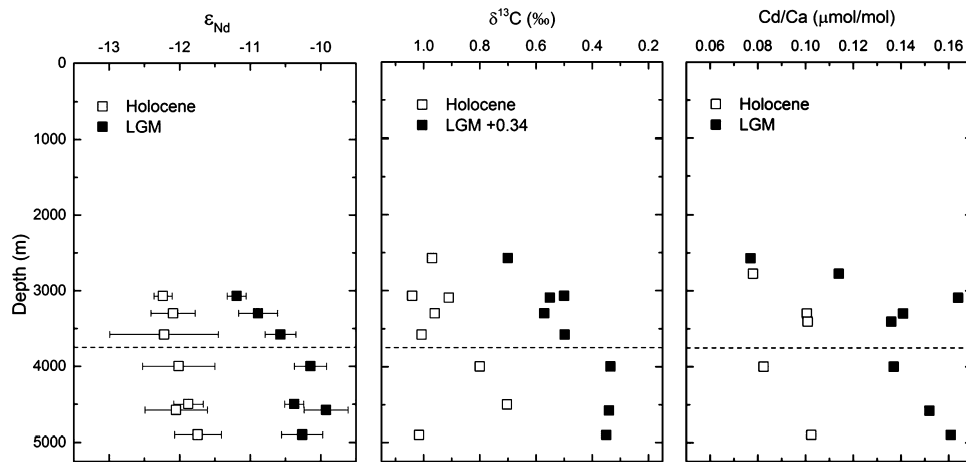 ε Nd
-13 -12 -11 -10
δ¹³C (‰)
1.0 0.8 0.6 0.4 0.2
Cd/Ca (μmol/mol)
0.06 0.08 0.10 0.12 0.14 0.16
Depth (m)
0
1000
2000
3000
4000
5000
Holocene
LGM
Holocene
LGM +0.34
Holocene
LGM